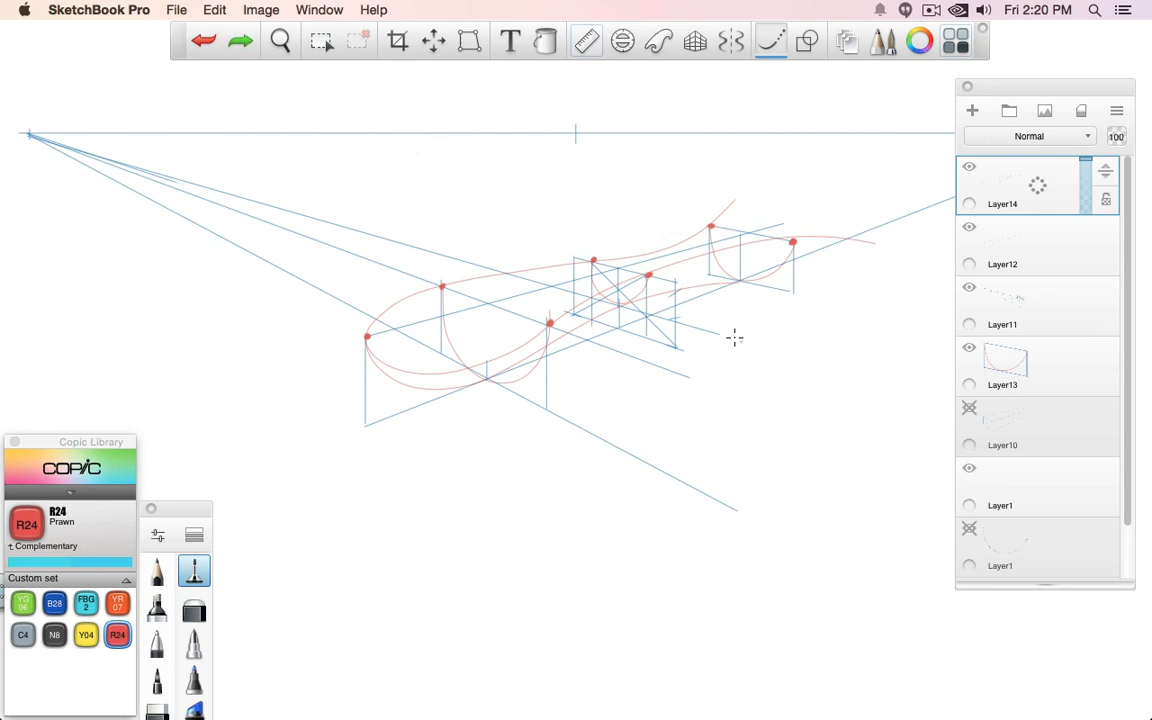 SketchBook Pro File Edit Image Window Help Fri 2:20 PM
T
Normal 100
Layer14
Layer12
Layer11
Layer13
Layer10
Layer1
Layer1
Copic Library
COPIC
R24
R24
Prawn
Complementary
Custom set
YG 06 B28 FBG 2 YR 07
C4 N8 Y04 R24